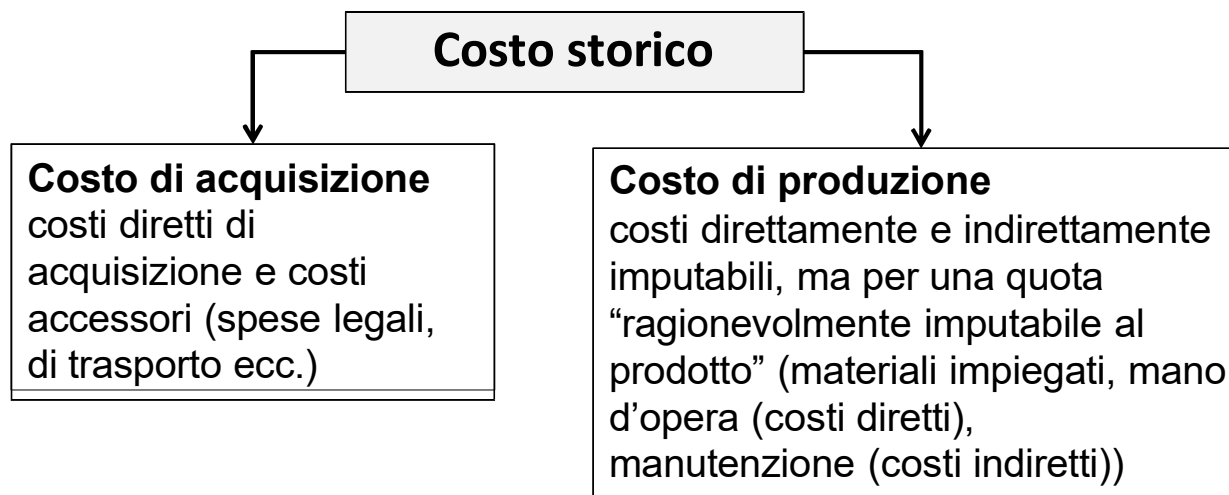 Costo storico
Costo di acquisizione
costi diretti di
acquisizione e costi
accessori (spese legali,
di trasporto ecc.)
Costo di produzione
costi direttamente e indirettamente
imputabili, ma per una quota
“ragionevolmente imputabile al
prodotto” (materiali impiegati, mano
d’opera (costi diretti),
manutenzione (costi indiretti))